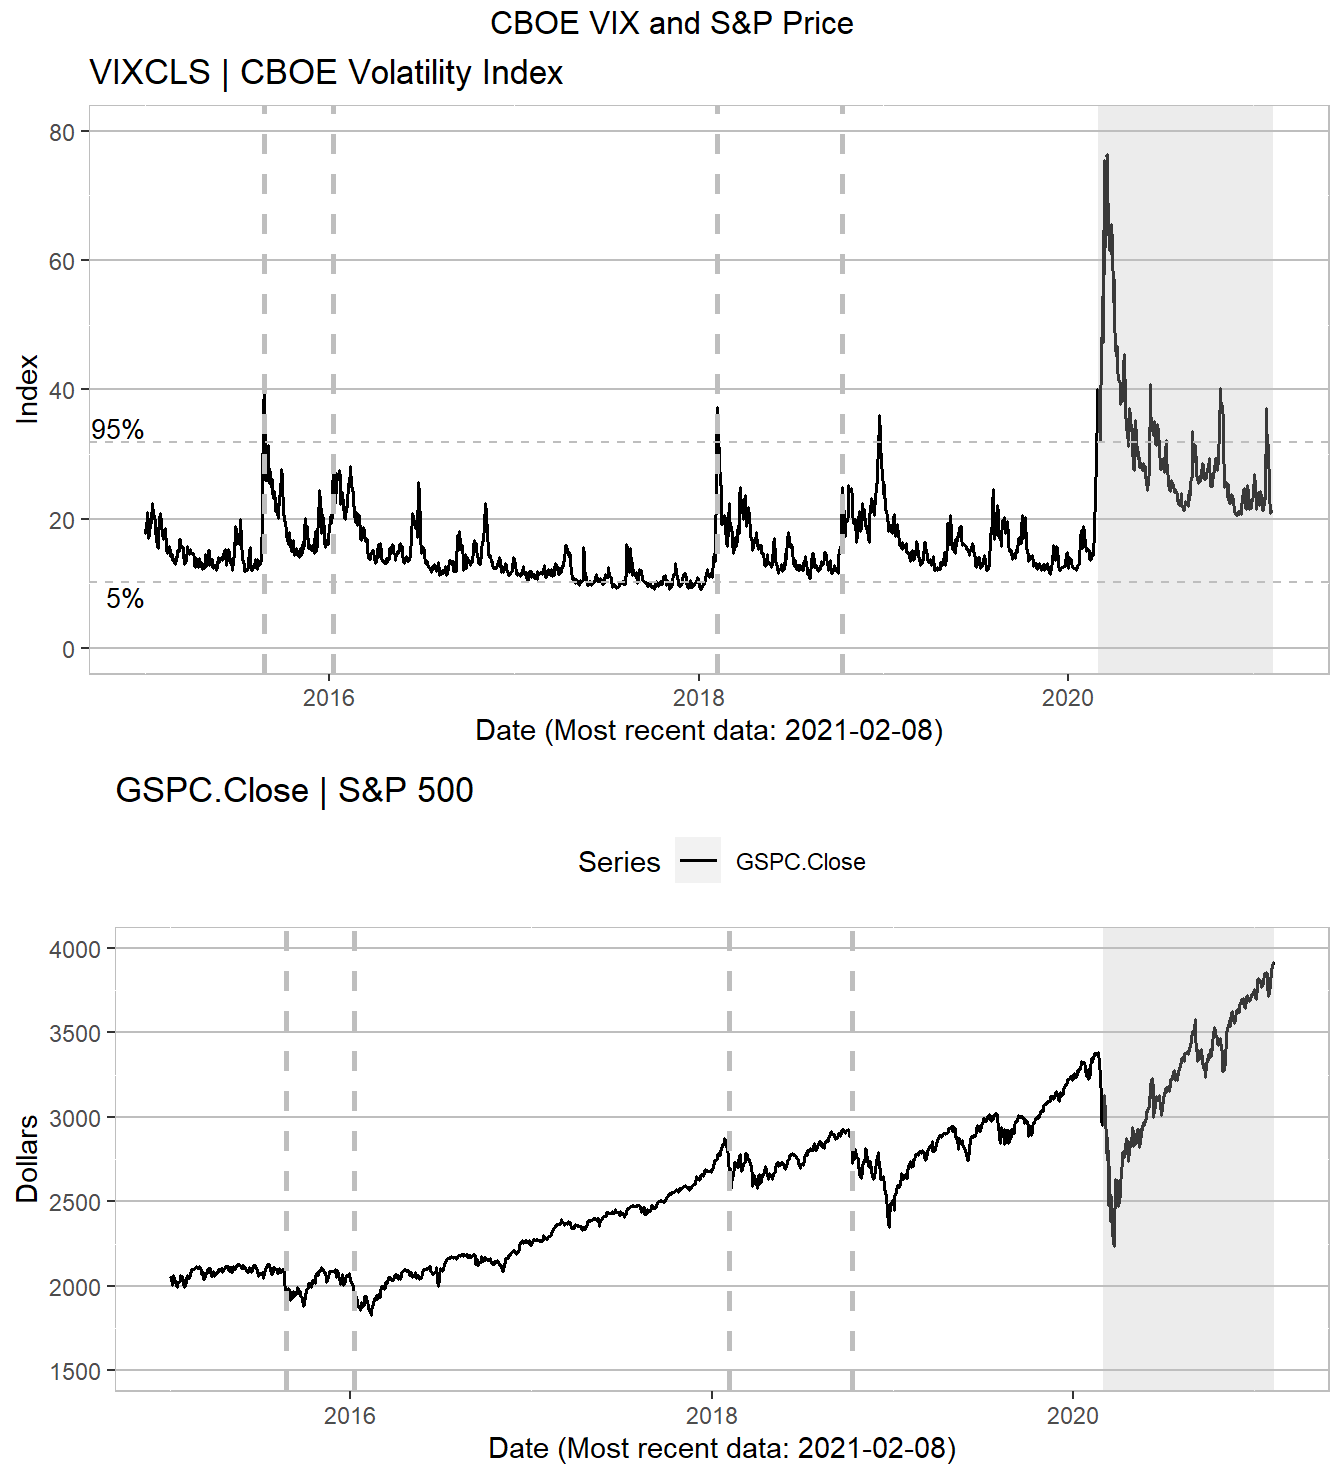 CBOE VIX and S&P Price
VIXCLS | CBOE Volatility Index
80
60
40
20
0
Index
95%
5%
2016
2018
2020
Date (Most recent data: 2021-02-08)
GSPC.Close | S&P 500
Series GSPC.Close
4000
3500
3000
2500
2000
1500
Dollars
2016
2018
2020
Date (Most recent data: 2021-02-08)